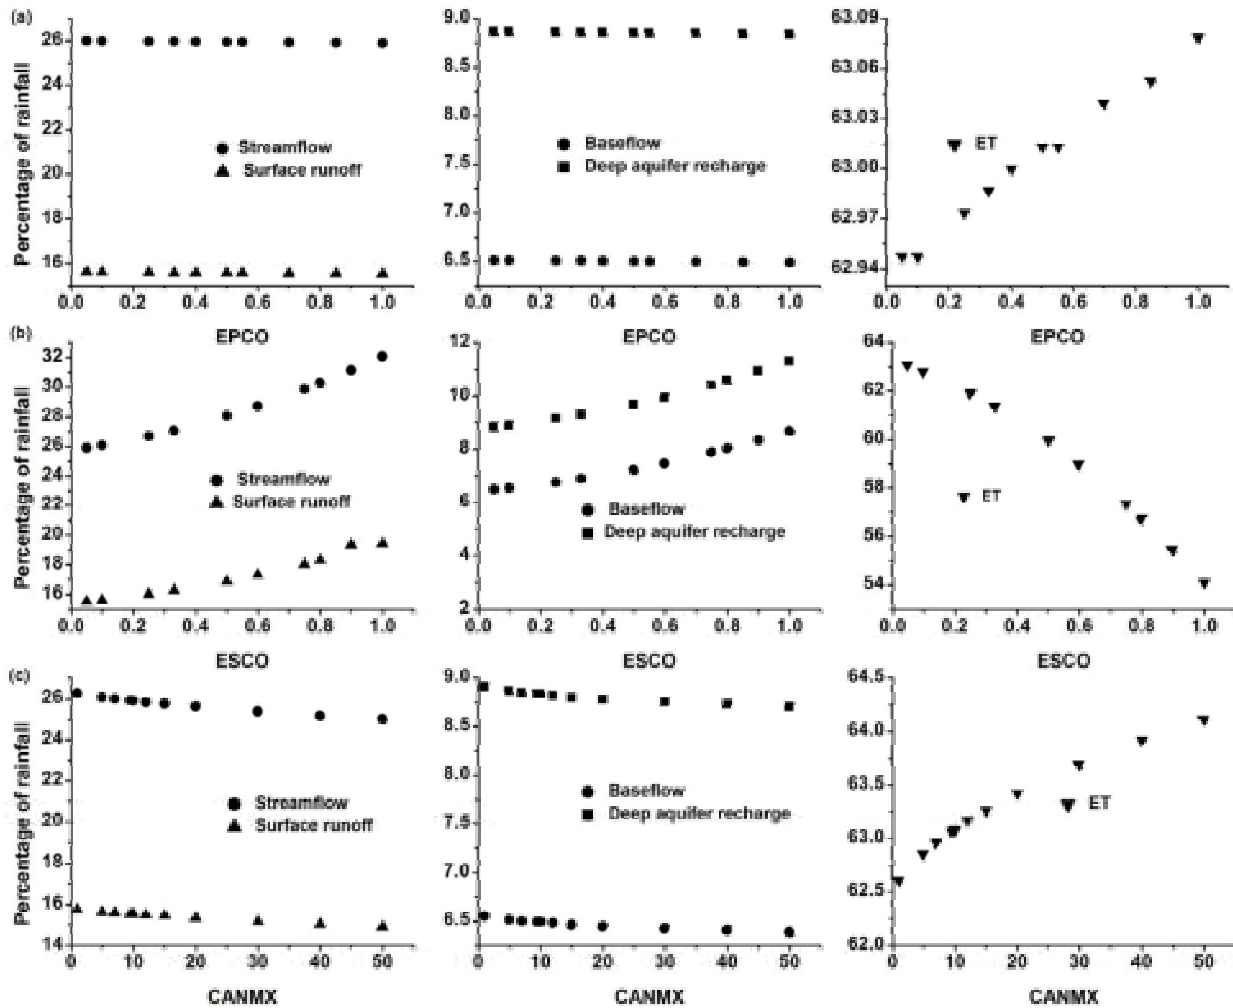 (a)
Percentage of rainfall
26
24
22
20
18
16
0.0 0.2 0.4 0.6 0.8 1.0
Streamflow
Surface runoff
EPCO
9.0
8.5
8.0
7.5
7.0
6.5
0.0 0.2 0.4 0.6 0.8 1.0
Baseflow
Deep aquifer recharge
EPCO
63.09
63.06
63.03
63.00
62.97
62.94
0.0 0.2 0.4 0.6 0.8 1.0
ET
EPCO
(b)
Percentage of rainfall
32
30
28
26
24
22
20
18
16
0.0 0.2 0.4 0.6 0.8 1.0
Streamflow
Surface runoff
ESCO
12
10
8
6
4
2
0.0 0.2 0.4 0.6 0.8 1.0
Baseflow
Deep aquifer recharge
ESCO
64
62
60
58
56
54
0.0 0.2 0.4 0.6 0.8 1.0
ET
ESCO
(c)
Percentage of rainfall
26
24
22
20
18
16
14
0 10 20 30 40 50
Streamflow
Surface runoff
CANMX
9.0
8.5
8.0
7.5
7.0
6.5
0 10 20 30 40 50
Baseflow
Deep aquifer recharge
CANMX
64.5
64.0
63.5
63.0
62.5
62.0
0 10 20 30 40 50
ET
CANMX